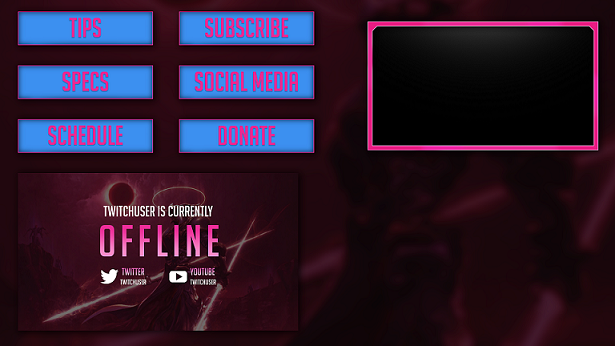 TIPS
SUBSCRIBE
SPECS
SOCIAL MEDIA
SCHEDULE
DONATE
TWITCHUSER IS CURRENTLY
OFFLINE
TWITTER
TWITCHUSER
YOUTUBE
TWITCHUSER